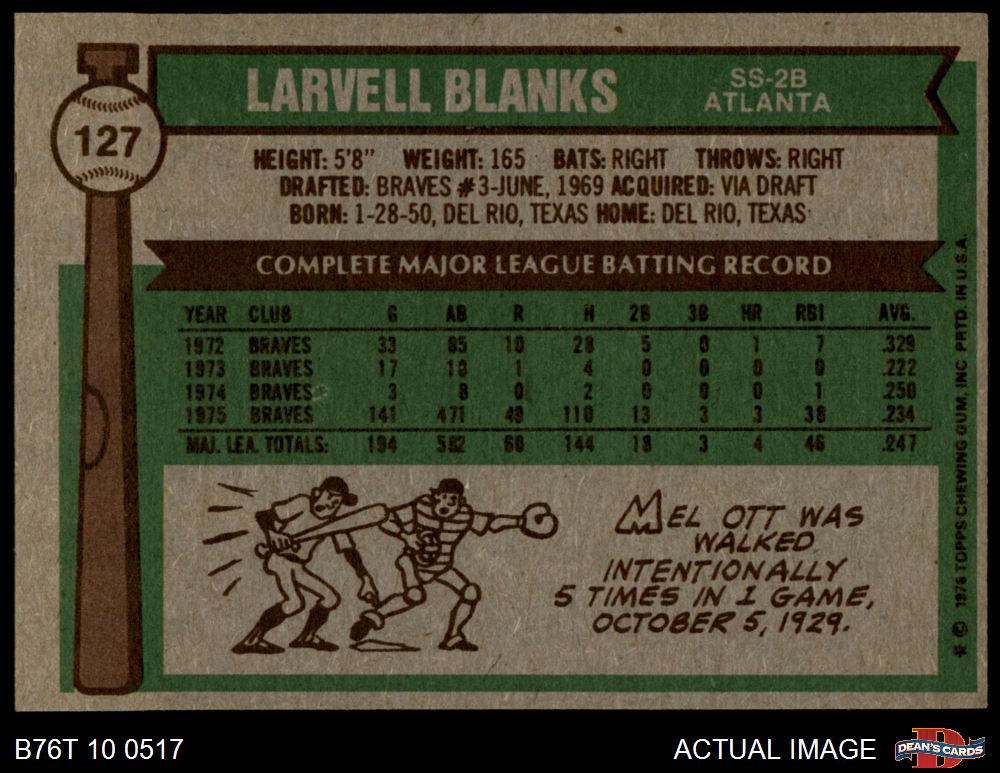 LARVELL BLANKS
SS-2B
ATLANTA
127
HEIGHT: 5'8" WEIGHT: 165 BATS: RIGHT THROWS: RIGHT
DRAFTED: BRAVES #3-JUNE, 1969 ACQUIRED: VIA DRAFT
BORN: 1-28-50, DEL RIO, TEXAS HOME: DEL RIO, TEXAS
COMPLETE MAJOR LEAGUE BATTING RECORD
YEAR CLUB G AB R H 2B 3B HR RBI AVG.
1972 BRAVES 33 85 10 28 5 0 1 7 .329
1973 BRAVES 17 18 1 4 0 0 0 0 .222
1974 BRAVES 3 8 0 2 0 0 0 1 .250
1975 BRAVES 141 471 49 110 13 3 3 38 .234
MAJ. LEA. TOTALS: 194 582 60 144 18 3 4 46 .247
MEL OTT WAS
WALKED
INTENTIONALLY
5 TIMES IN 1 GAME,
OCTOBER 5, 1929.
* © 1976 TOPPS CHEWING GUM, INC PRTD. IN U.S.A.
B76T 10 0517
ACTUAL IMAGE
D
DEAN'S CARDS